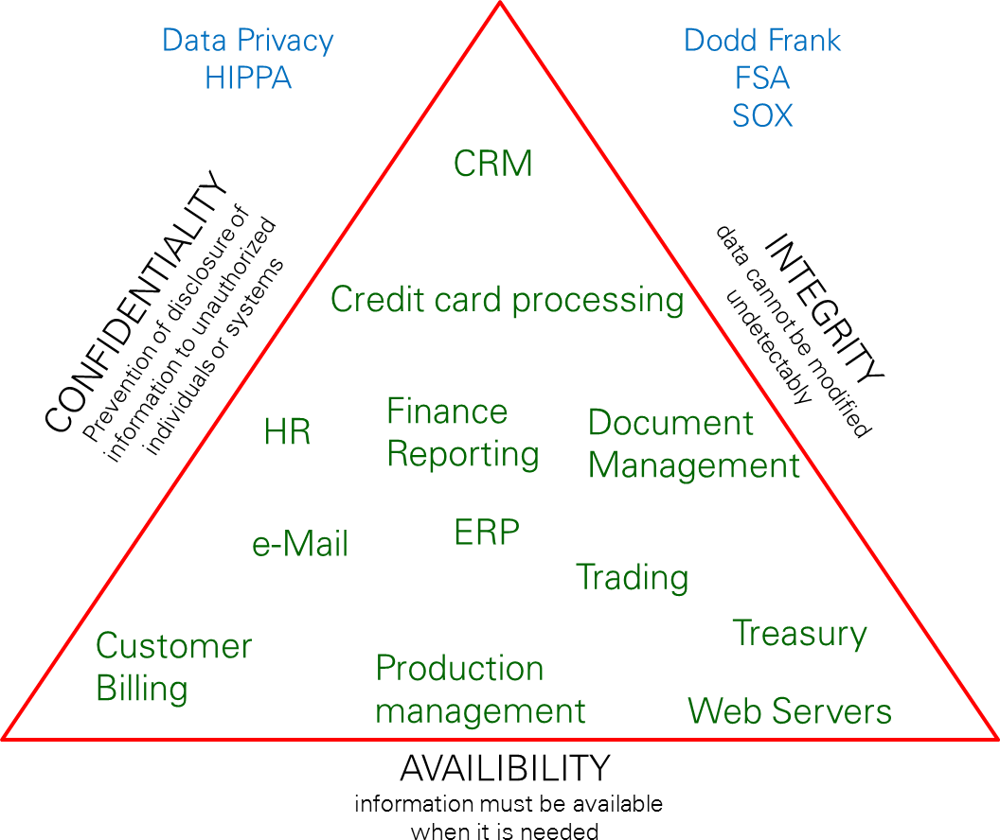 Data Privacy
HIPPA
Dodd Frank
FSA
SOX
CRM
CONFIDENTIALITY
Prevention of disclosure of
information to unauthorized
individuals or systems
INTEGRITY
data cannot be modified
undetectably
Credit card processing
HR
Finance
Reporting
Document
Management
e-Mail
ERP
Trading
Customer
Billing
Production
management
Treasury
Web Servers
AVAILIBILITY
information must be available
when it is needed